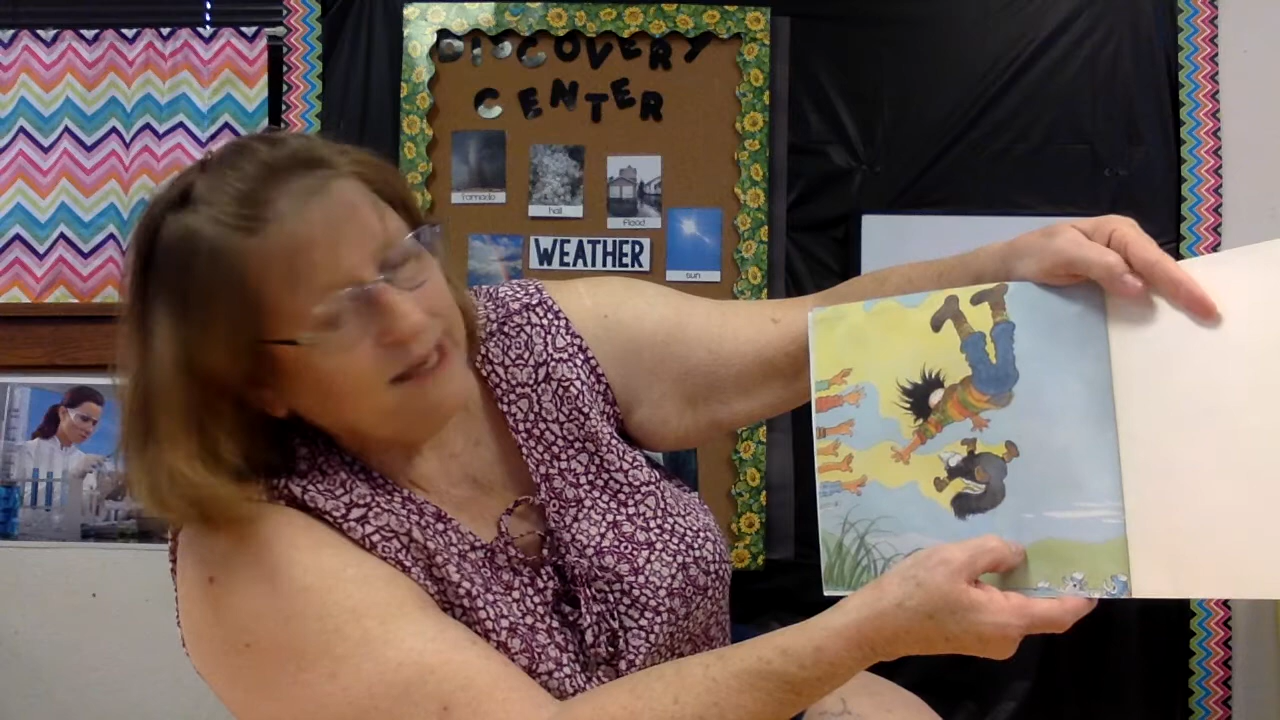 DISCOVERY
CENTER
tornado
hail
flood
WEATHER
sun